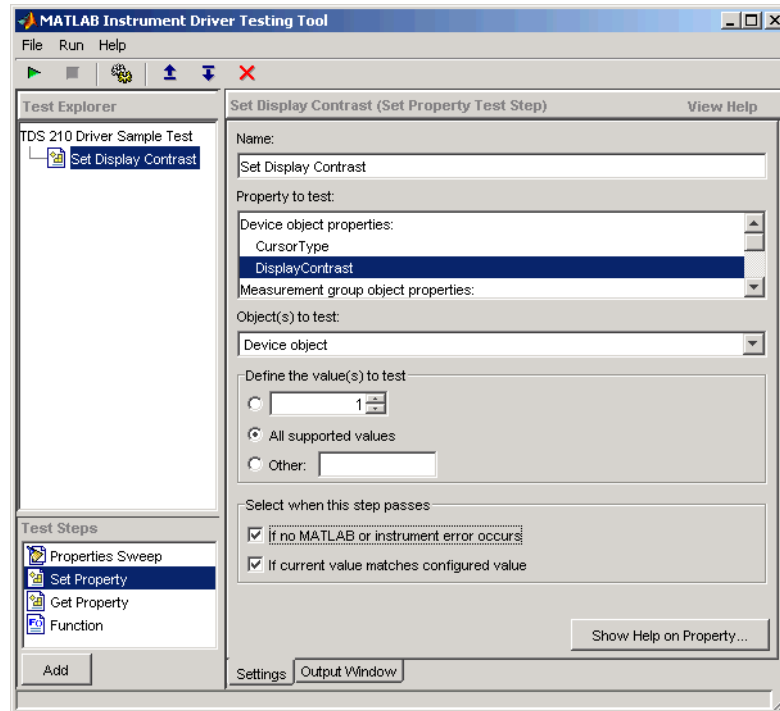 MATLAB Instrument Driver Testing Tool
File Run Help
Test Explorer
TDS 210 Driver Sample Test
Set Display Contrast
Test Steps
Properties Sweep
Set Property
Get Property
Function
Add
Set Display Contrast (Set Property Test Step) View Help
Name:
Set Display Contrast
Property to test:
Device object properties:
CursorType
DisplayContrast
Measurement group object properties:
Object(s) to test:
Device object
Define the value(s) to test
1
All supported values
Other:
Select when this step passes
If no MATLAB or instrument error occurs
If current value matches configured value
Show Help on Property...
Settings Output Window